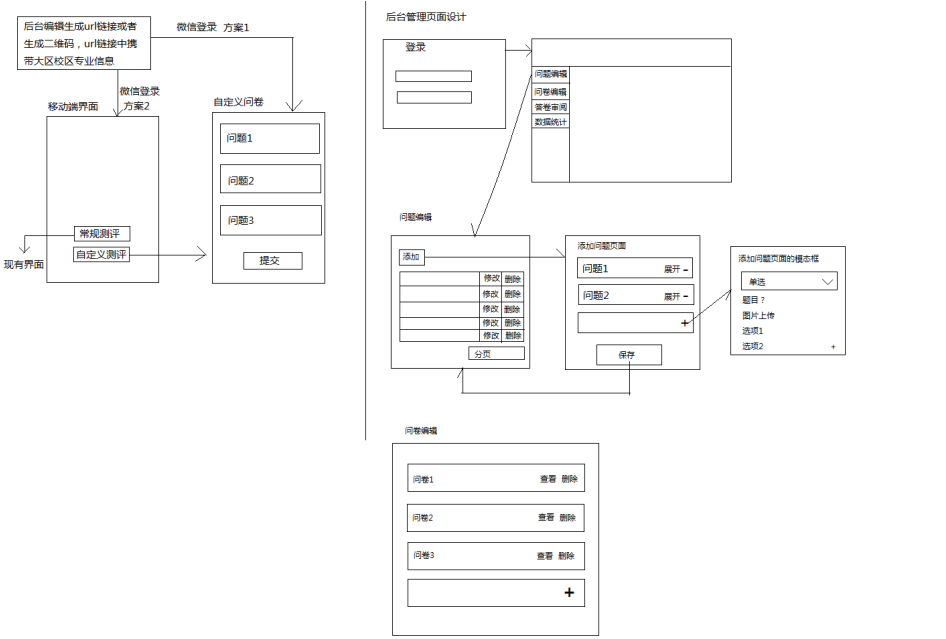 后台编辑生成url链接或者
生成二维码，url链接中携
带大区校区专业信息
微信登录 方案1
微信登录
方案2
移动端界面
常规测评
自定义测评
现有界面
自定义问卷
问题1
问题2
问题3
提交
后台管理页面设计
登录
问题编辑
问卷编辑
答卷审阅
数据统计
问题编辑
添加
修改 删除
修改 删除
修改 删除
修改 删除
修改 删除
分页
添加问题页面
问题1 展开 -
问题2 展开 -
+
保存
添加问题页面的模态框
单选
题目？
图片上传
选项1
选项2 +
问卷编辑
问卷1 查看 删除
问卷2 查看 删除
问卷3 查看 删除
+